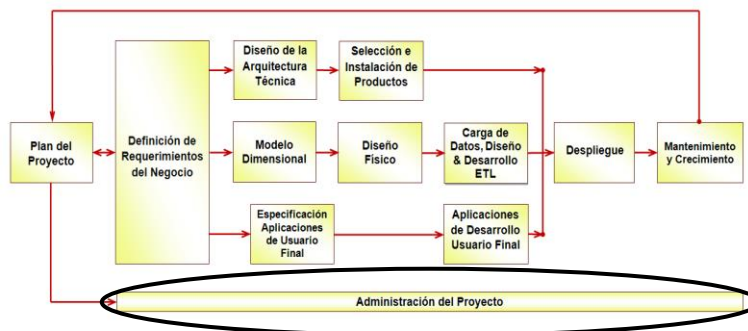 Plan del
Proyecto
Definición de
Requerimientos
del Negocio
Diseño de la
Arquitectura
Técnica
Selección e
Instalación de
Productos
Modelo
Dimensional
Diseño
Físico
Carga de
Datos, Diseño
& Desarrollo
ETL
Especificación
Aplicaciones
de Usuario
Final
Aplicaciones
de Desarrollo
Usuario Final
Despliegue
Mantenimiento
y Crecimiento
Administración del Proyecto